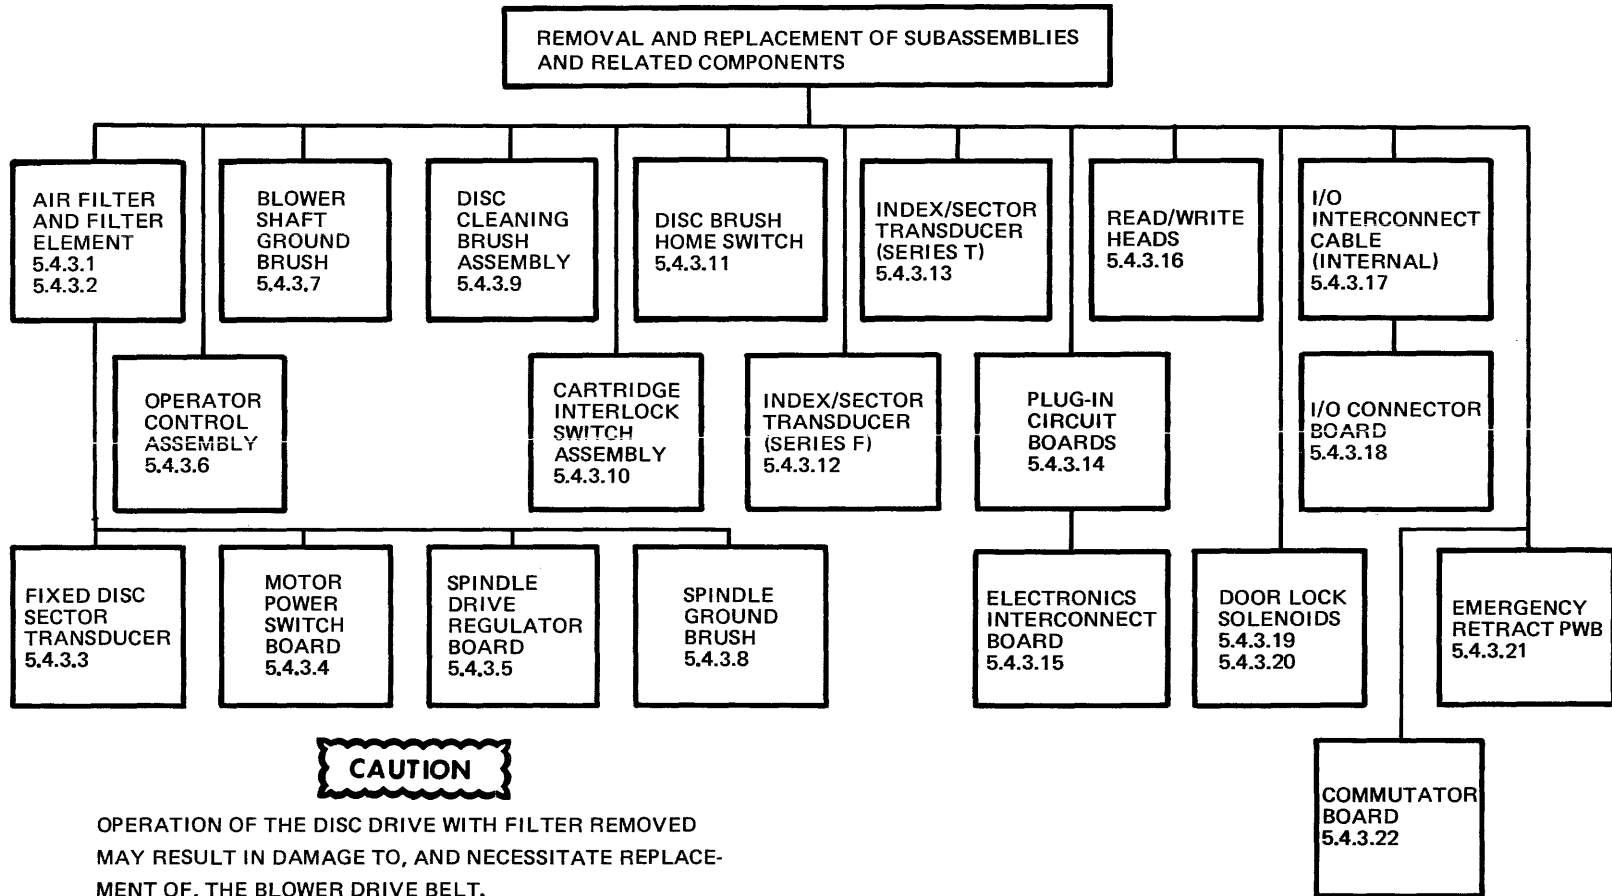 REMOVAL AND REPLACEMENT OF SUBASSEMBLIES
AND RELATED COMPONENTS
AIR FILTER
AND FILTER
ELEMENT
5.4.3.1
5.4.3.2
BLOWER
SHAFT
GROUND
BRUSH
5.4.3.7
DISC
CLEANING
BRUSH
ASSEMBLY
5.4.3.9
DISC BRUSH
HOME SWITCH
5.4.3.11
INDEX/SECTOR
TRANSDUCER
(SERIES T)
5.4.3.13
READ/WRITE
HEADS
5.4.3.16
I/O
INTERCONNECT
CABLE
(INTERNAL)
5.4.3.17
OPERATOR
CONTROL
ASSEMBLY
5.4.3.6
CARTRIDGE
INTERLOCK
SWITCH
ASSEMBLY
5.4.3.10
INDEX/SECTOR
TRANSDUCER
(SERIES F)
5.4.3.12
PLUG-IN
CIRCUIT
BOARDS
5.4.3.14
I/O CONNECTOR
BOARD
5.4.3.18
FIXED DISC
SECTOR
TRANSDUCER
5.4.3.3
MOTOR
POWER
SWITCH
BOARD
5.4.3.4
SPINDLE
DRIVE
REGULATOR
BOARD
5.4.3.5
SPINDLE
GROUND
BRUSH
5.4.3.8
ELECTRONICS
INTERCONNECT
BOARD
5.4.3.15
DOOR LOCK
SOLENOIDS
5.4.3.19
5.4.3.20
EMERGENCY
RETRACT PWB
5.4.3.21
COMMUTATOR
BOARD
5.4.3.22
CAUTION
OPERATION OF THE DISC DRIVE WITH FILTER REMOVED
MAY RESULT IN DAMAGE TO, AND NECESSITATE REPLACE-
MENT OF, THE BLOWER DRIVE BELT.